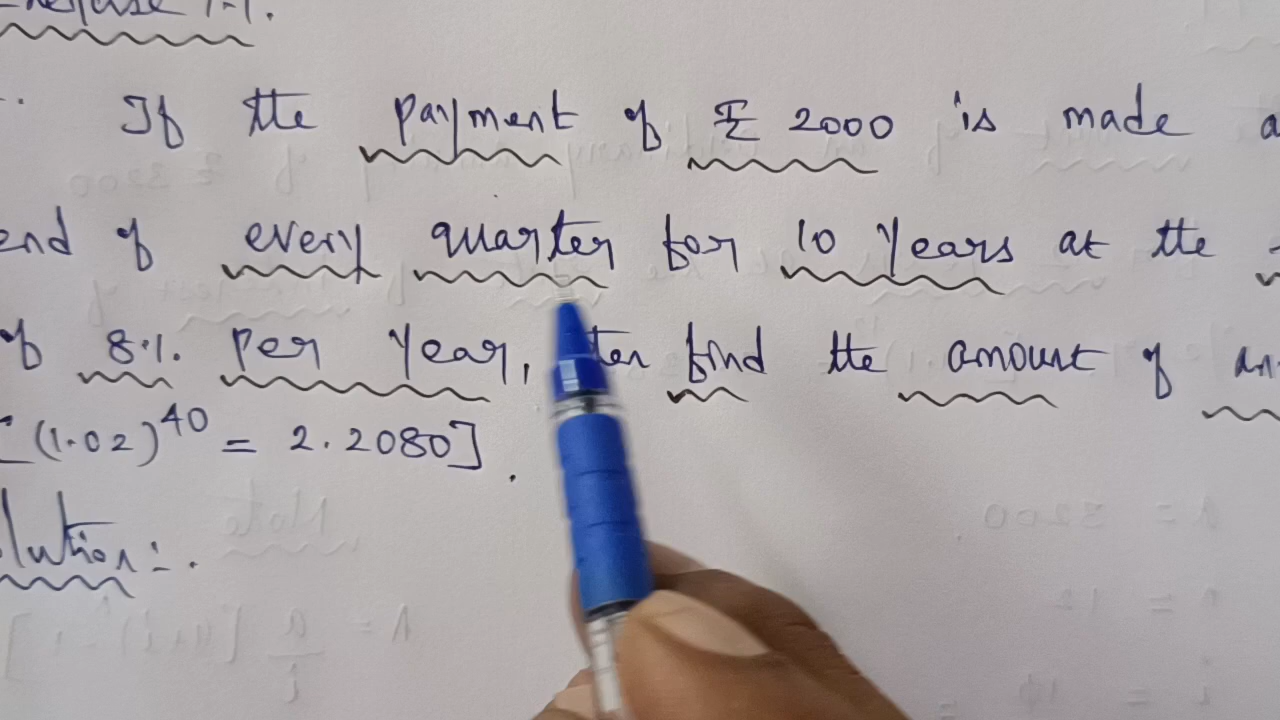 If the payment of ₹ 2000 is made
end of every quarter for 10 years at the
of 8%. per year, then find the amount of
[(1.02)^40 = 2.2080].
lution:-.